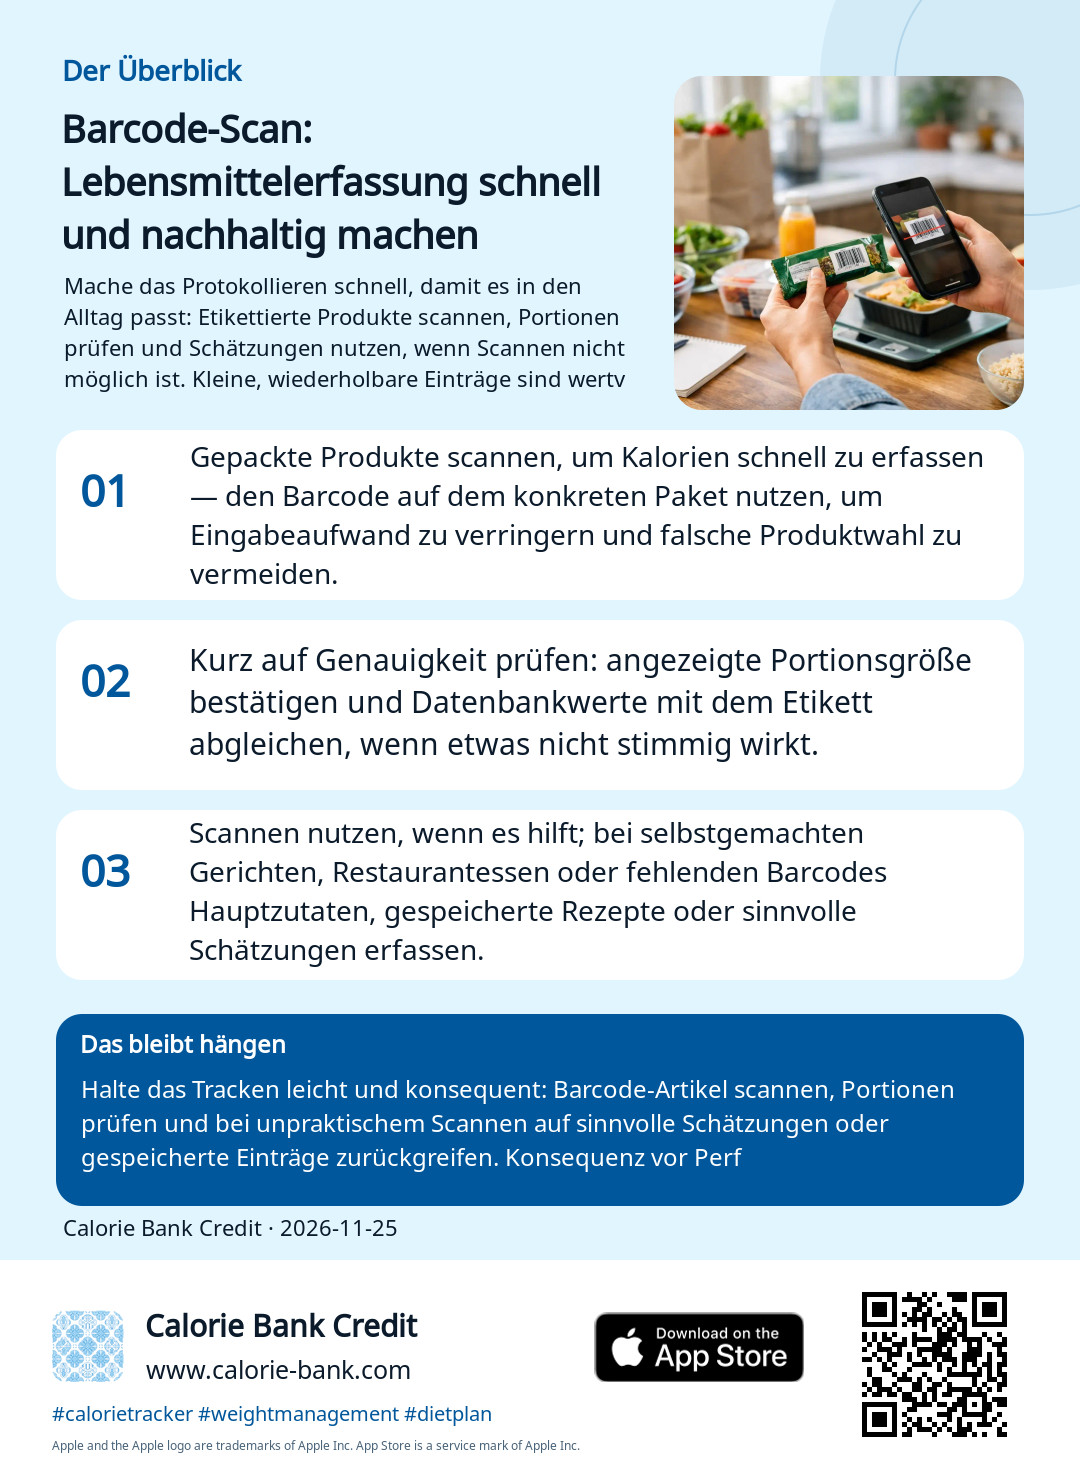 Der Überblick
Barcode-Scan:
Lebensmittelerfassung schnell
und nachhaltig machen
Mache das Protokollieren schnell, damit es in den
Alltag passt: Etikettierte Produkte scannen, Portionen
prüfen und Schätzungen nutzen, wenn Scannen nicht
möglich ist. Kleine, wiederholbare Einträge sind wertv
01
Gepackte Produkte scannen, um Kalorien schnell zu erfassen
— den Barcode auf dem konkreten Paket nutzen, um
Eingabeaufwand zu verringern und falsche Produktwahl zu
vermeiden.
02
Kurz auf Genauigkeit prüfen: angezeigte Portionsgröße
bestätigen und Datenbankwerte mit dem Etikett
abgleichen, wenn etwas nicht stimmig wirkt.
03
Scannen nutzen, wenn es hilft; bei selbstgemachten
Gerichten, Restaurantessen oder fehlenden Barcodes
Hauptzutaten, gespeicherte Rezepte oder sinnvolle
Schätzungen erfassen.
Das bleibt hängen
Halte das Tracken leicht und konsequent: Barcode-Artikel scannen, Portionen
prüfen und bei unpraktischem Scannen auf sinnvolle Schätzungen oder
gespeicherte Einträge zurückgreifen. Konsequenz vor Perf
Calorie Bank Credit · 2026-11-25
Calorie Bank Credit
www.calorie-bank.com
Download on the
App Store
#calorietracker #weightmanagement #dietplan
Apple and the Apple logo are trademarks of Apple Inc. App Store is a service mark of Apple Inc.